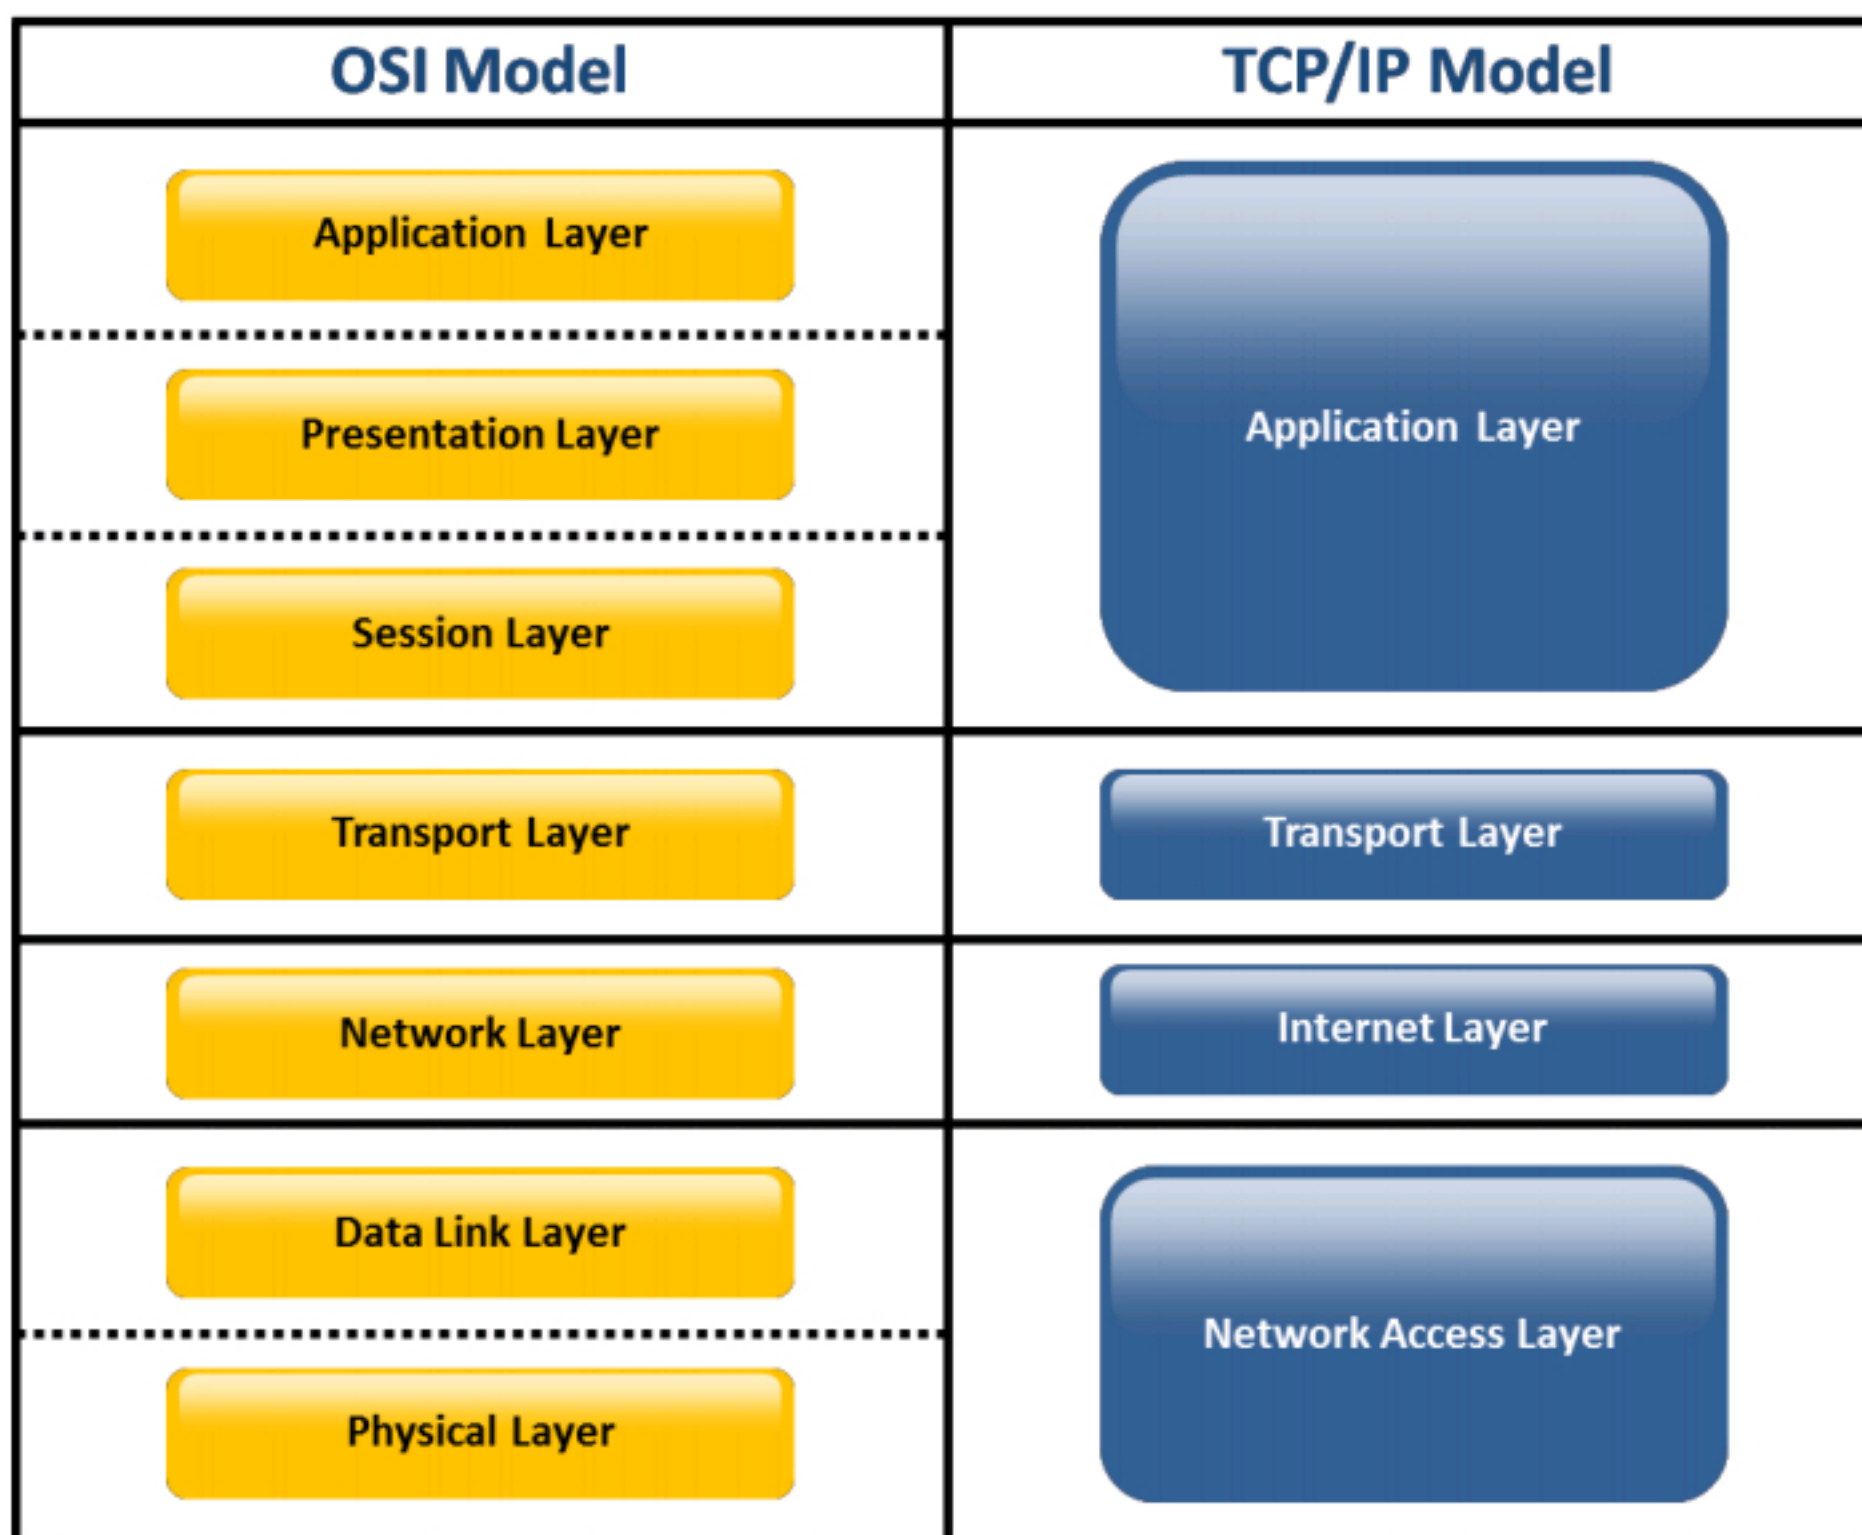 OSI Model
TCP/IP Model
Application Layer
Presentation Layer
Session Layer
Application Layer
Transport Layer
Transport Layer
Network Layer
Internet Layer
Data Link Layer
Physical Layer
Network Access Layer